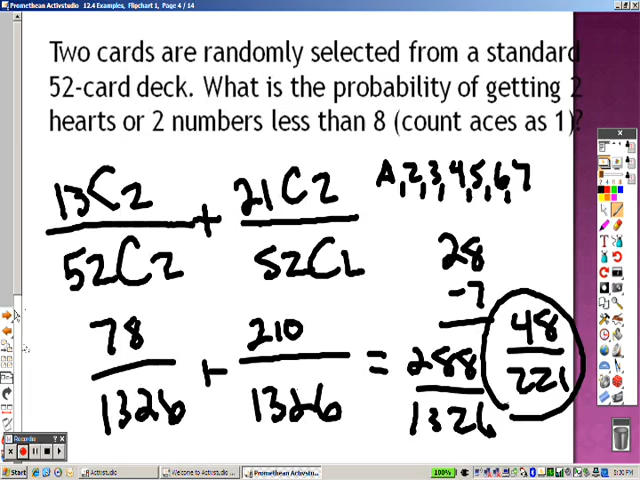 Promethean Activstudio - 12.4 Examples, Flipchart 1, Page 4 / 14
Two cards are randomly selected from a standard
52-card deck. What is the probability of getting 2
hearts or 2 numbers less than 8 (count aces as 1)?
13C2 + 21C2 A,2,3,4,5,6,7
52C2 52C2
28
-7
78 + 210 = 288 48
1326 1326 1326 221
Recorder
Start
Activstudio
Welcome to Activstu...
Promethean Activst...
100%